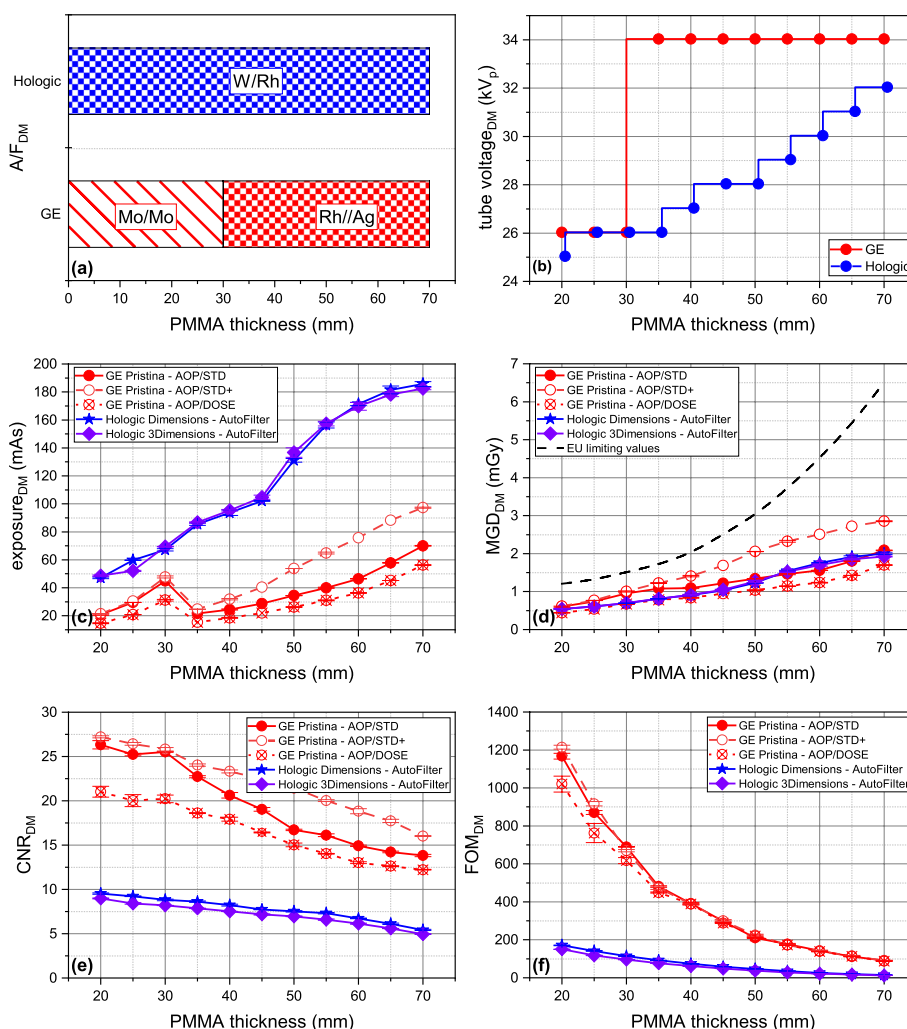 Hologic
W/Rh
A/F_DM
GE
Mo/Mo
Rh//Ag
(a)
0 10 20 30 40 50 60 70
PMMA thickness (mm)
34
32
30
28
26
24
tube voltage_DM (kV_p)
GE
Hologic
(b)
20 30 40 50 60 70
PMMA thickness (mm)
200
180
160
140
120
100
80
60
40
20
exposure_DM (mAs)
GE Pristina - AOP/STD
GE Pristina - AOP/STD+
GE Pristina - AOP/DOSE
Hologic Dimensions - AutoFilter
Hologic 3Dimensions - AutoFilter
(c)
20 30 40 50 60 70
PMMA thickness (mm)
7
6
5
4
3
2
1
0
MGD_DM (mGy)
GE Pristina - AOP/STD
GE Pristina - AOP/STD+
GE Pristina - AOP/DOSE
Hologic Dimensions - AutoFilter
Hologic 3Dimensions - AutoFilter
EU limiting values
(d)
20 30 40 50 60 70
PMMA thickness (mm)
30
25
20
15
10
5
0
CNR_DM
GE Pristina - AOP/STD
GE Pristina - AOP/STD+
GE Pristina - AOP/DOSE
Hologic Dimensions - AutoFilter
Hologic 3Dimensions - AutoFilter
(e)
20 30 40 50 60 70
PMMA thickness (mm)
1200
1000
800
600
400
200
0
FOM_DM
GE Pristina - AOP/STD
GE Pristina - AOP/STD+
GE Pristina - AOP/DOSE
Hologic Dimensions - AutoFilter
Hologic 3Dimensions - AutoFilter
(f)
20 30 40 50 60 70
PMMA thickness (mm)